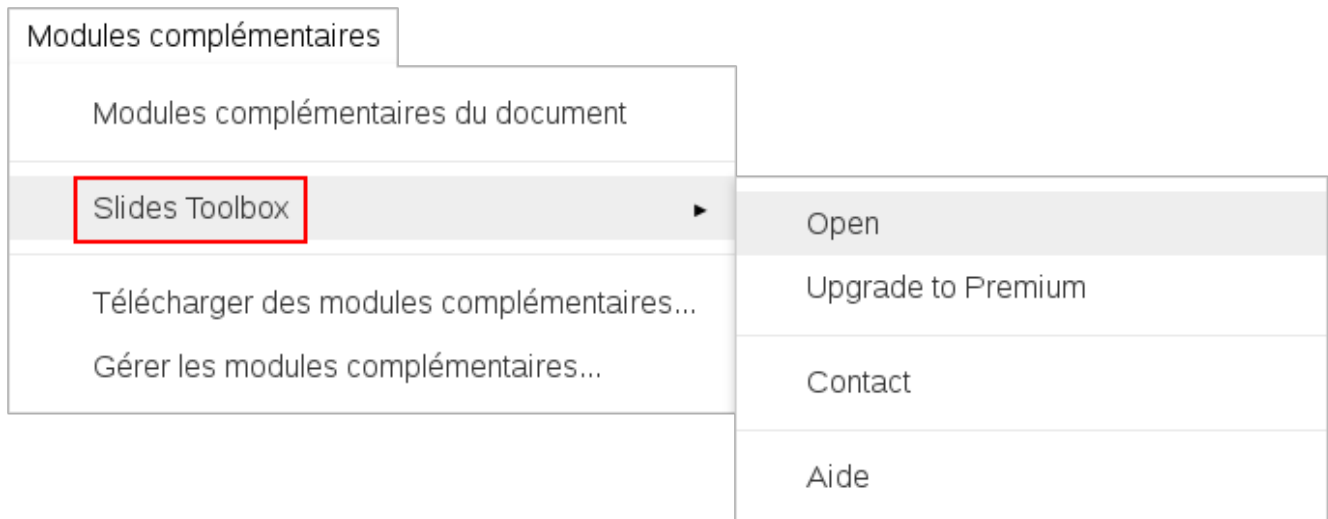 Modules complémentaires
Modules complémentaires du document
Slides Toolbox
Télécharger des modules complémentaires...
Gérer les modules complémentaires...
Open
Upgrade to Premium
Contact
Aide